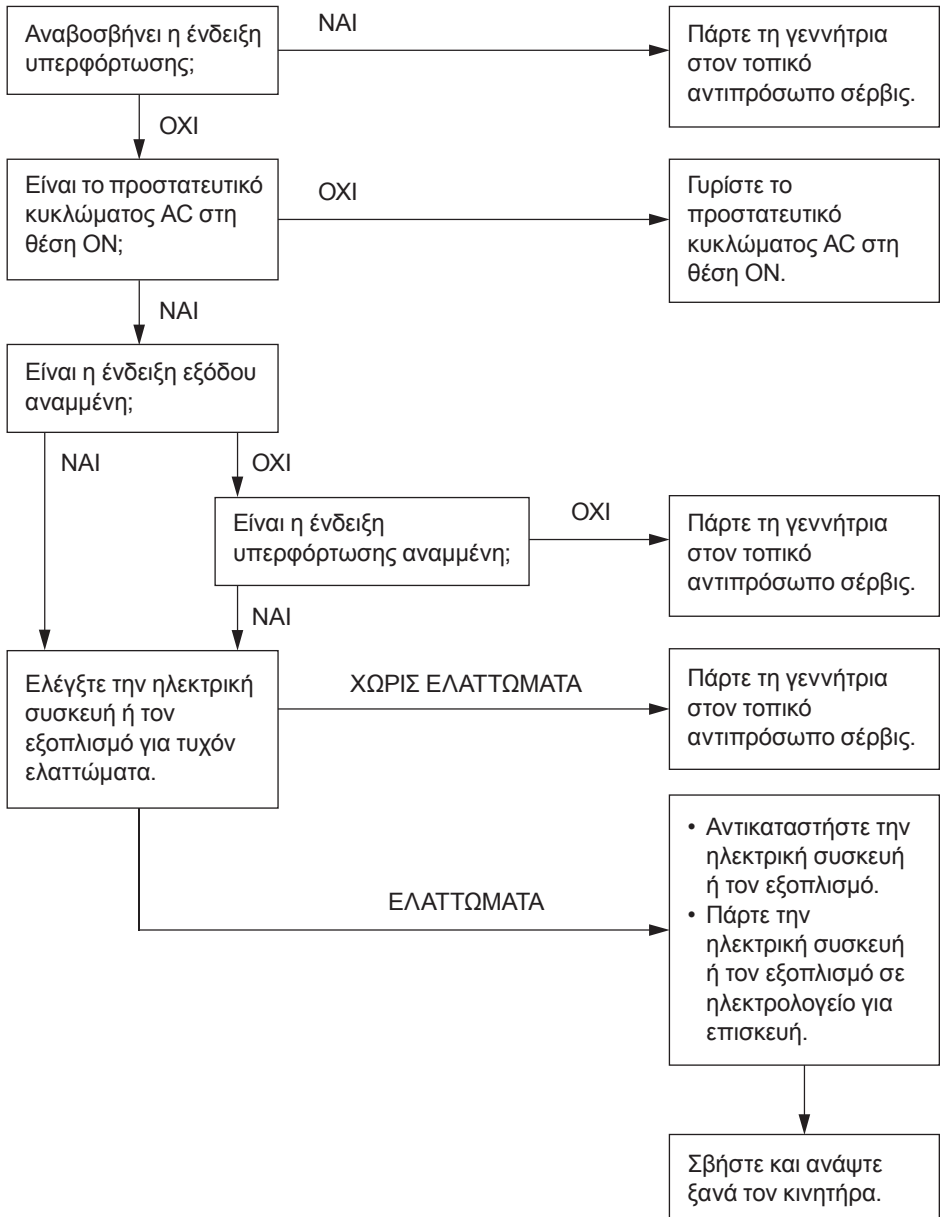 Αναβοσβήνει η ένδειξη
υπερφόρτωσης;
ΝΑΙ
Πάρτε τη γεννήτρια
στον τοπικό
αντιπρόσωπο σέρβις.
ΟΧΙ
Είναι το προστατευτικό
κυκλώματος AC στη
θέση ON;
ΟΧΙ
Γυρίστε το
προστατευτικό
κυκλώματος AC στη
θέση ON.
ΝΑΙ
Είναι η ένδειξη εξόδου
αναμμένη;
ΝΑΙ
ΟΧΙ
Είναι η ένδειξη
υπερφόρτωσης αναμμένη;
ΟΧΙ
Πάρτε τη γεννήτρια
στον τοπικό
αντιπρόσωπο σέρβις.
ΝΑΙ
Ελέγξτε την ηλεκτρική
συσκευή ή τον
εξοπλισμό για τυχόν
ελαττώματα.
ΧΩΡΙΣ ΕΛΑΤΤΩΜΑΤΑ
Πάρτε τη γεννήτρια
στον τοπικό
αντιπρόσωπο σέρβις.
ΕΛΑΤΤΩΜΑΤΑ
• Αντικαταστήστε την
ηλεκτρική συσκευή
ή τον εξοπλισμό.
• Πάρτε την
ηλεκτρική συσκευή
ή τον εξοπλισμό σε
ηλεκτρολογείο για
επισκευή.
Σβήστε και ανάψτε
ξανά τον κινητήρα.